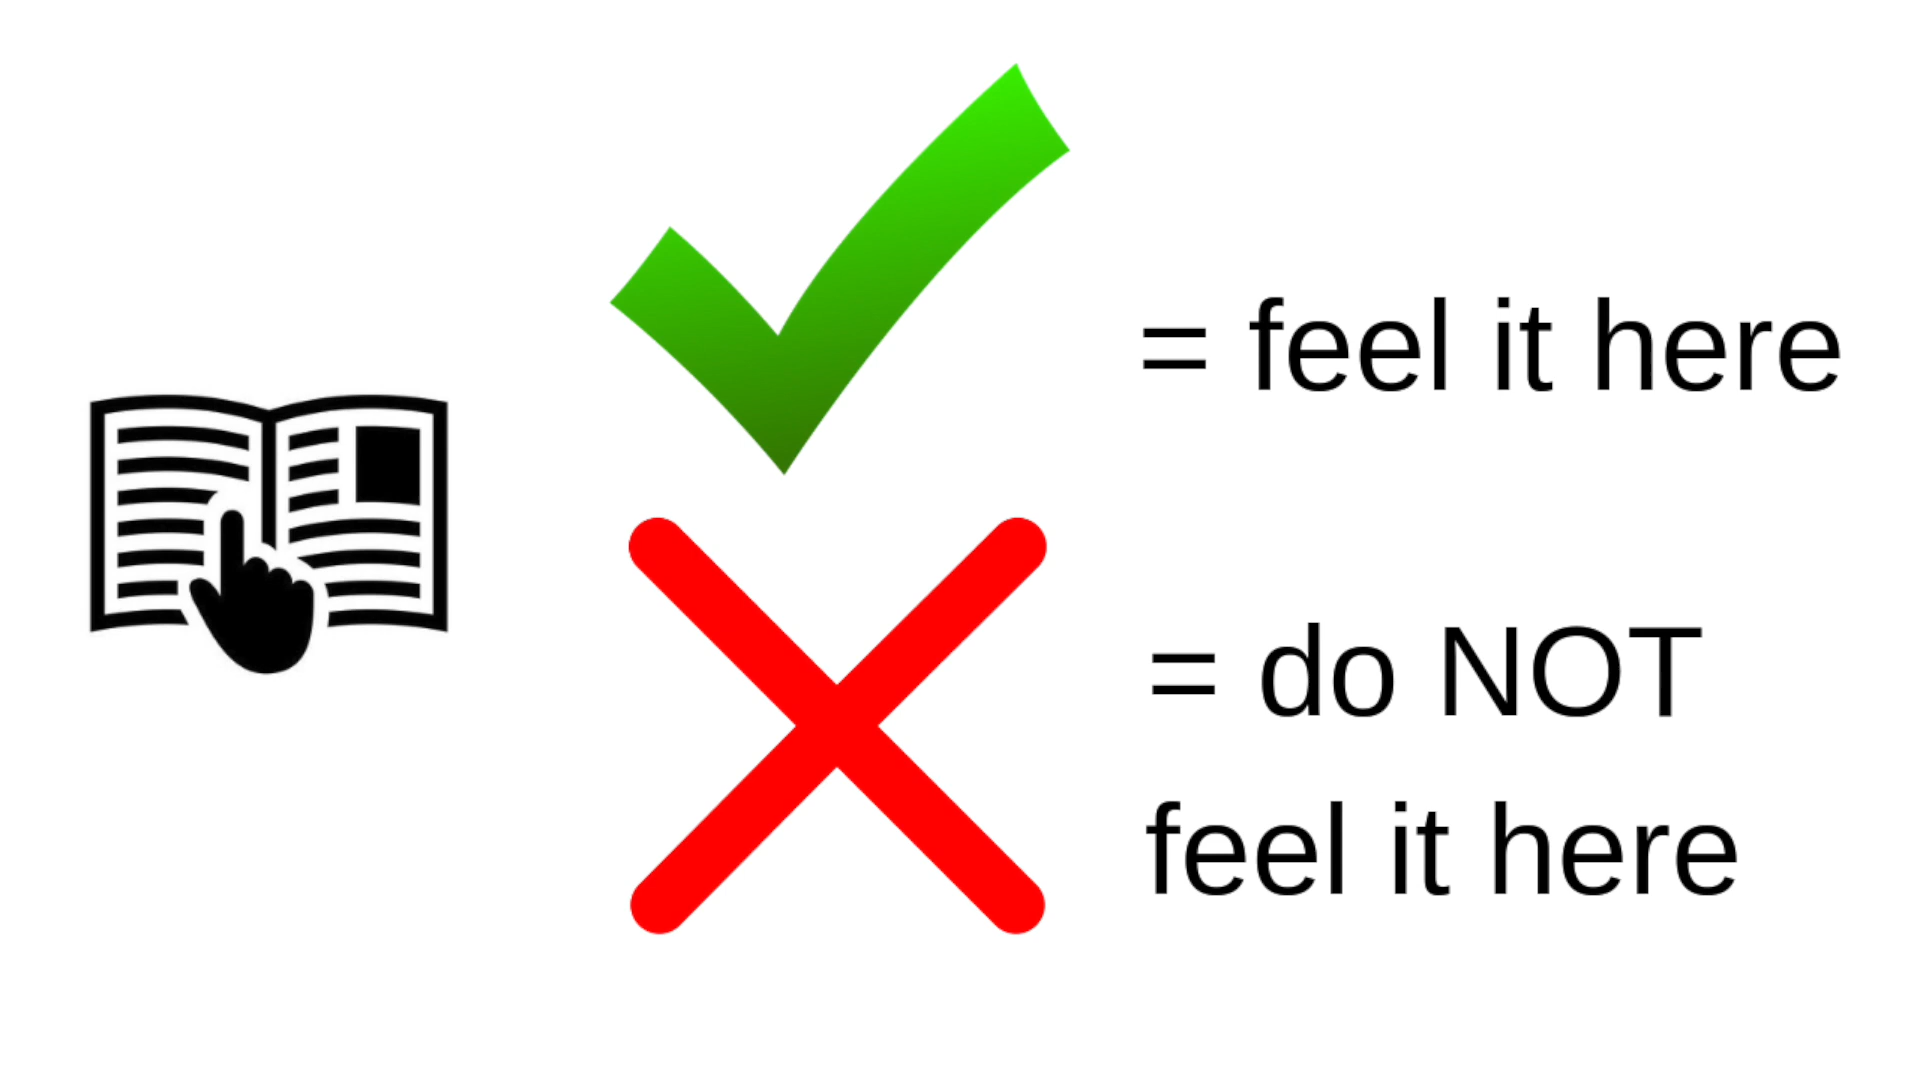 = feel it here
= do NOT
feel it here